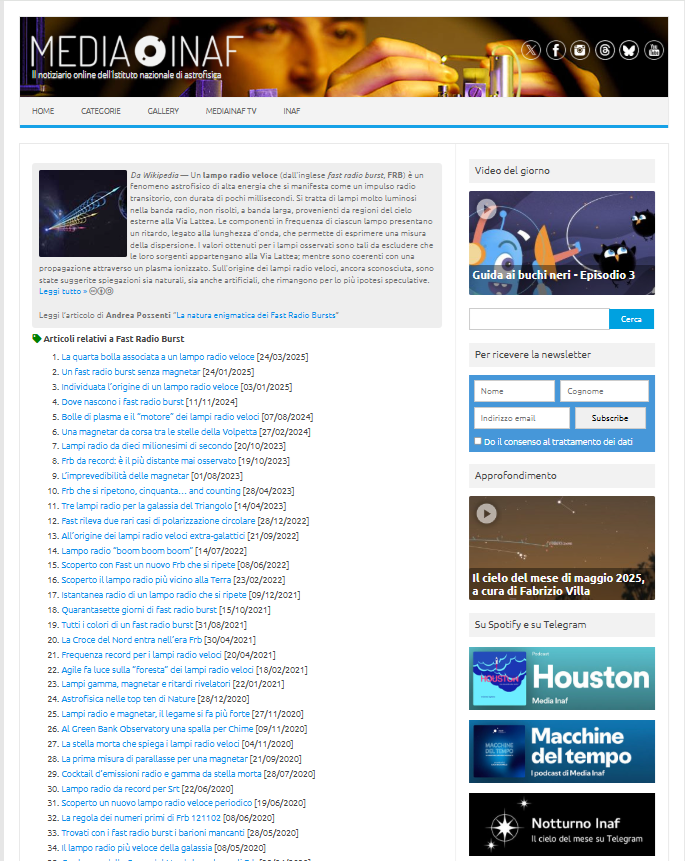 MEDIA INAF
notiziario online dell'Istituto nazionale di astrofisica
HOME CATEGORIE GALLERY MEDIAINAF TV INAF
Da Wikipedia — Un lampo radio veloce (dall'inglese fast radio burst, FRB) è un
fenomeno astrofisico di alta energia che si manifesta come un impulso radio
transitorio, con durata di pochi millisecondi. Si tratta di lampi molto luminosi
nella banda radio, non risolti, a banda larga, provenienti da regioni del cielo
esterne alla Via Lattea. Le componenti in frequenza di ciascun lampo presentano
un ritardo, legato alla lunghezza d'onda, che permette di esprimere una misura
della dispersione. I valori ottenuti per i lampi osservati sono tali da escludere che
le loro sorgenti appartengano alla Via Lattea; mentre sono coerenti con una
propagazione attraverso un plasma ionizzato. Sull'origine dei lampi radio veloci, ancora sconosciuta, sono
state suggerite spiegazioni sia naturali, sia anche artificiali, che rimangono per lo più ipotesi speculative.
Leggi tutto »
Leggi l'articolo di Andrea Possenti "La natura enigmatica dei Fast Radio Bursts"
Articoli relativi a Fast Radio Burst
1. La quarta bolla associata a un lampo radio veloce [24/03/2025]
2. Un fast radio burst senza magnetar [24/01/2025]
3. Individuata l'origine di un lampo radio veloce [03/01/2025]
4. Dove nascono i fast radio burst [11/11/2024]
5. Bolle di plasma e il "motore" dei lampi radio veloci [07/08/2024]
6. Una magnetar da corsa tra le stelle della Volpetta [27/02/2024]
7. Lampi radio da dieci milionesimi di secondo [20/10/2023]
8. Frb da record: è il più distante mai osservato [19/10/2023]
9. L'imprevedibilità delle magnetar [01/08/2023]
10. Frb che si ripetono, cinquanta… and counting [28/04/2023]
11. Tre lampi radio per la galassia del Triangolo [14/04/2023]
12. Fast rileva due rari casi di polarizzazione circolare [28/12/2022]
13. All'origine dei lampi radio veloci extra-galattici [21/09/2022]
14. Lampo radio "boom boom boom" [14/07/2022]
15. Scoperto con Fast un nuovo Frb che si ripete [08/06/2022]
16. Scoperto il lampo radio più vicino alla Terra [23/02/2022]
17. Istantanea radio di un lampo radio che si ripete [09/12/2021]
18. Quarantasette giorni di fast radio burst [15/10/2021]
19. Tutti i colori di un fast radio burst [31/08/2021]
20. La Croce del Nord entra nell'era Frb [30/04/2021]
21. Frequenza record per i lampi radio veloci [20/04/2021]
22. Agile fa luce sulla "foresta" dei lampi radio veloci [18/02/2021]
23. Lampi gamma, magnetar e ritardi rivelatori [22/01/2021]
24. Astrofisica nelle top ten di Nature [28/12/2020]
25. Lampi radio e magnetar, il legame si fa più forte [27/11/2020]
26. Al Green Bank Observatory una spalla per Chime [09/11/2020]
27. La stella morta che spiega i lampi radio veloci [04/11/2020]
28. La prima misura di parallasse per una magnetar [21/09/2020]
29. Cocktail d'emissioni radio e gamma da stella morta [28/07/2020]
30. Lampo radio da record per Srt [22/06/2020]
31. Scoperto un nuovo lampo radio veloce periodico [19/06/2020]
32. La regola dei numeri primi di Frb 121102 [08/06/2020]
33. Trovati con i fast radio burst i barioni mancanti [28/05/2020]
34. Il lampo radio più veloce della galassia [08/05/2020]
Video del giorno
Guida ai buchi neri - Episodio 3
Cerca
Per ricevere la newsletter
Nome Cognome
Indirizzo email Subscribe
Do il consenso al trattamento dei dati
Approfondimento
Il cielo del mese di maggio 2025,
a cura di Fabrizio Villa
Su Spotify e su Telegram
Podcast
HOUSTON
Houston
Media Inaf
Macchine
del tempo
I podcast di Media Inaf
Notturno Inaf
Il cielo del mese su Telegram